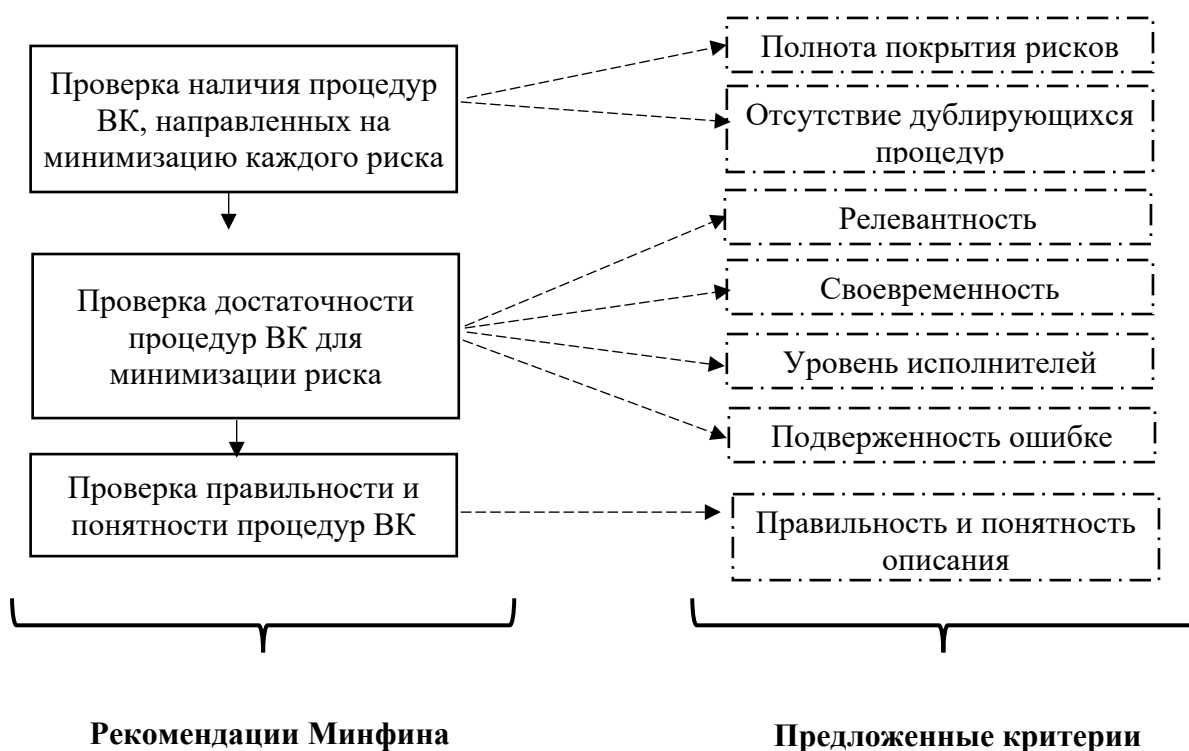 Проверка наличия процедур
ВК, направленных на
минимизацию каждого риска
Проверка достаточности
процедур ВК для
минимизации риска
Проверка правильности и
понятности процедур ВК
Рекомендации Минфина
Полнота покрытия рисков
Отсутствие дублирующихся
процедур
Релевантность
Своевременность
Уровень исполнителей
Подверженность ошибке
Правильность и понятность
описания
Предложенные критерии